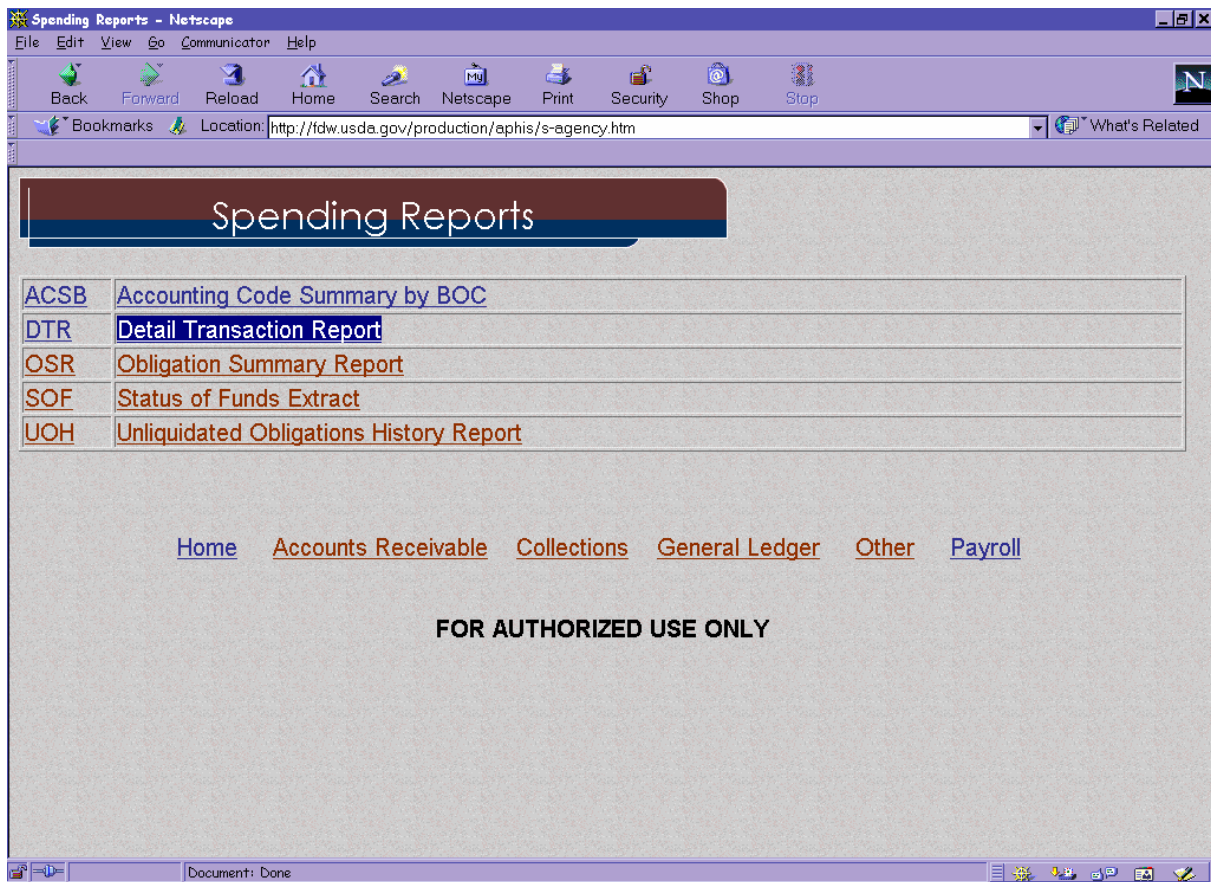 Spending Reports - Netscape
File Edit View Go Communicator Help
Back Forward Reload Home Search Netscape Print Security Shop Stop
My
N
Bookmarks Location: http://fdw.usda.gov/production/aphis/s-agency.htm What's Related
Spending Reports
ACSB Accounting Code Summary by BOC
DTR Detail Transaction Report
OSR Obligation Summary Report
SOF Status of Funds Extract
UOH Unliquidated Obligations History Report
Home Accounts Receivable Collections General Ledger Other Payroll
FOR AUTHORIZED USE ONLY
Document: Done